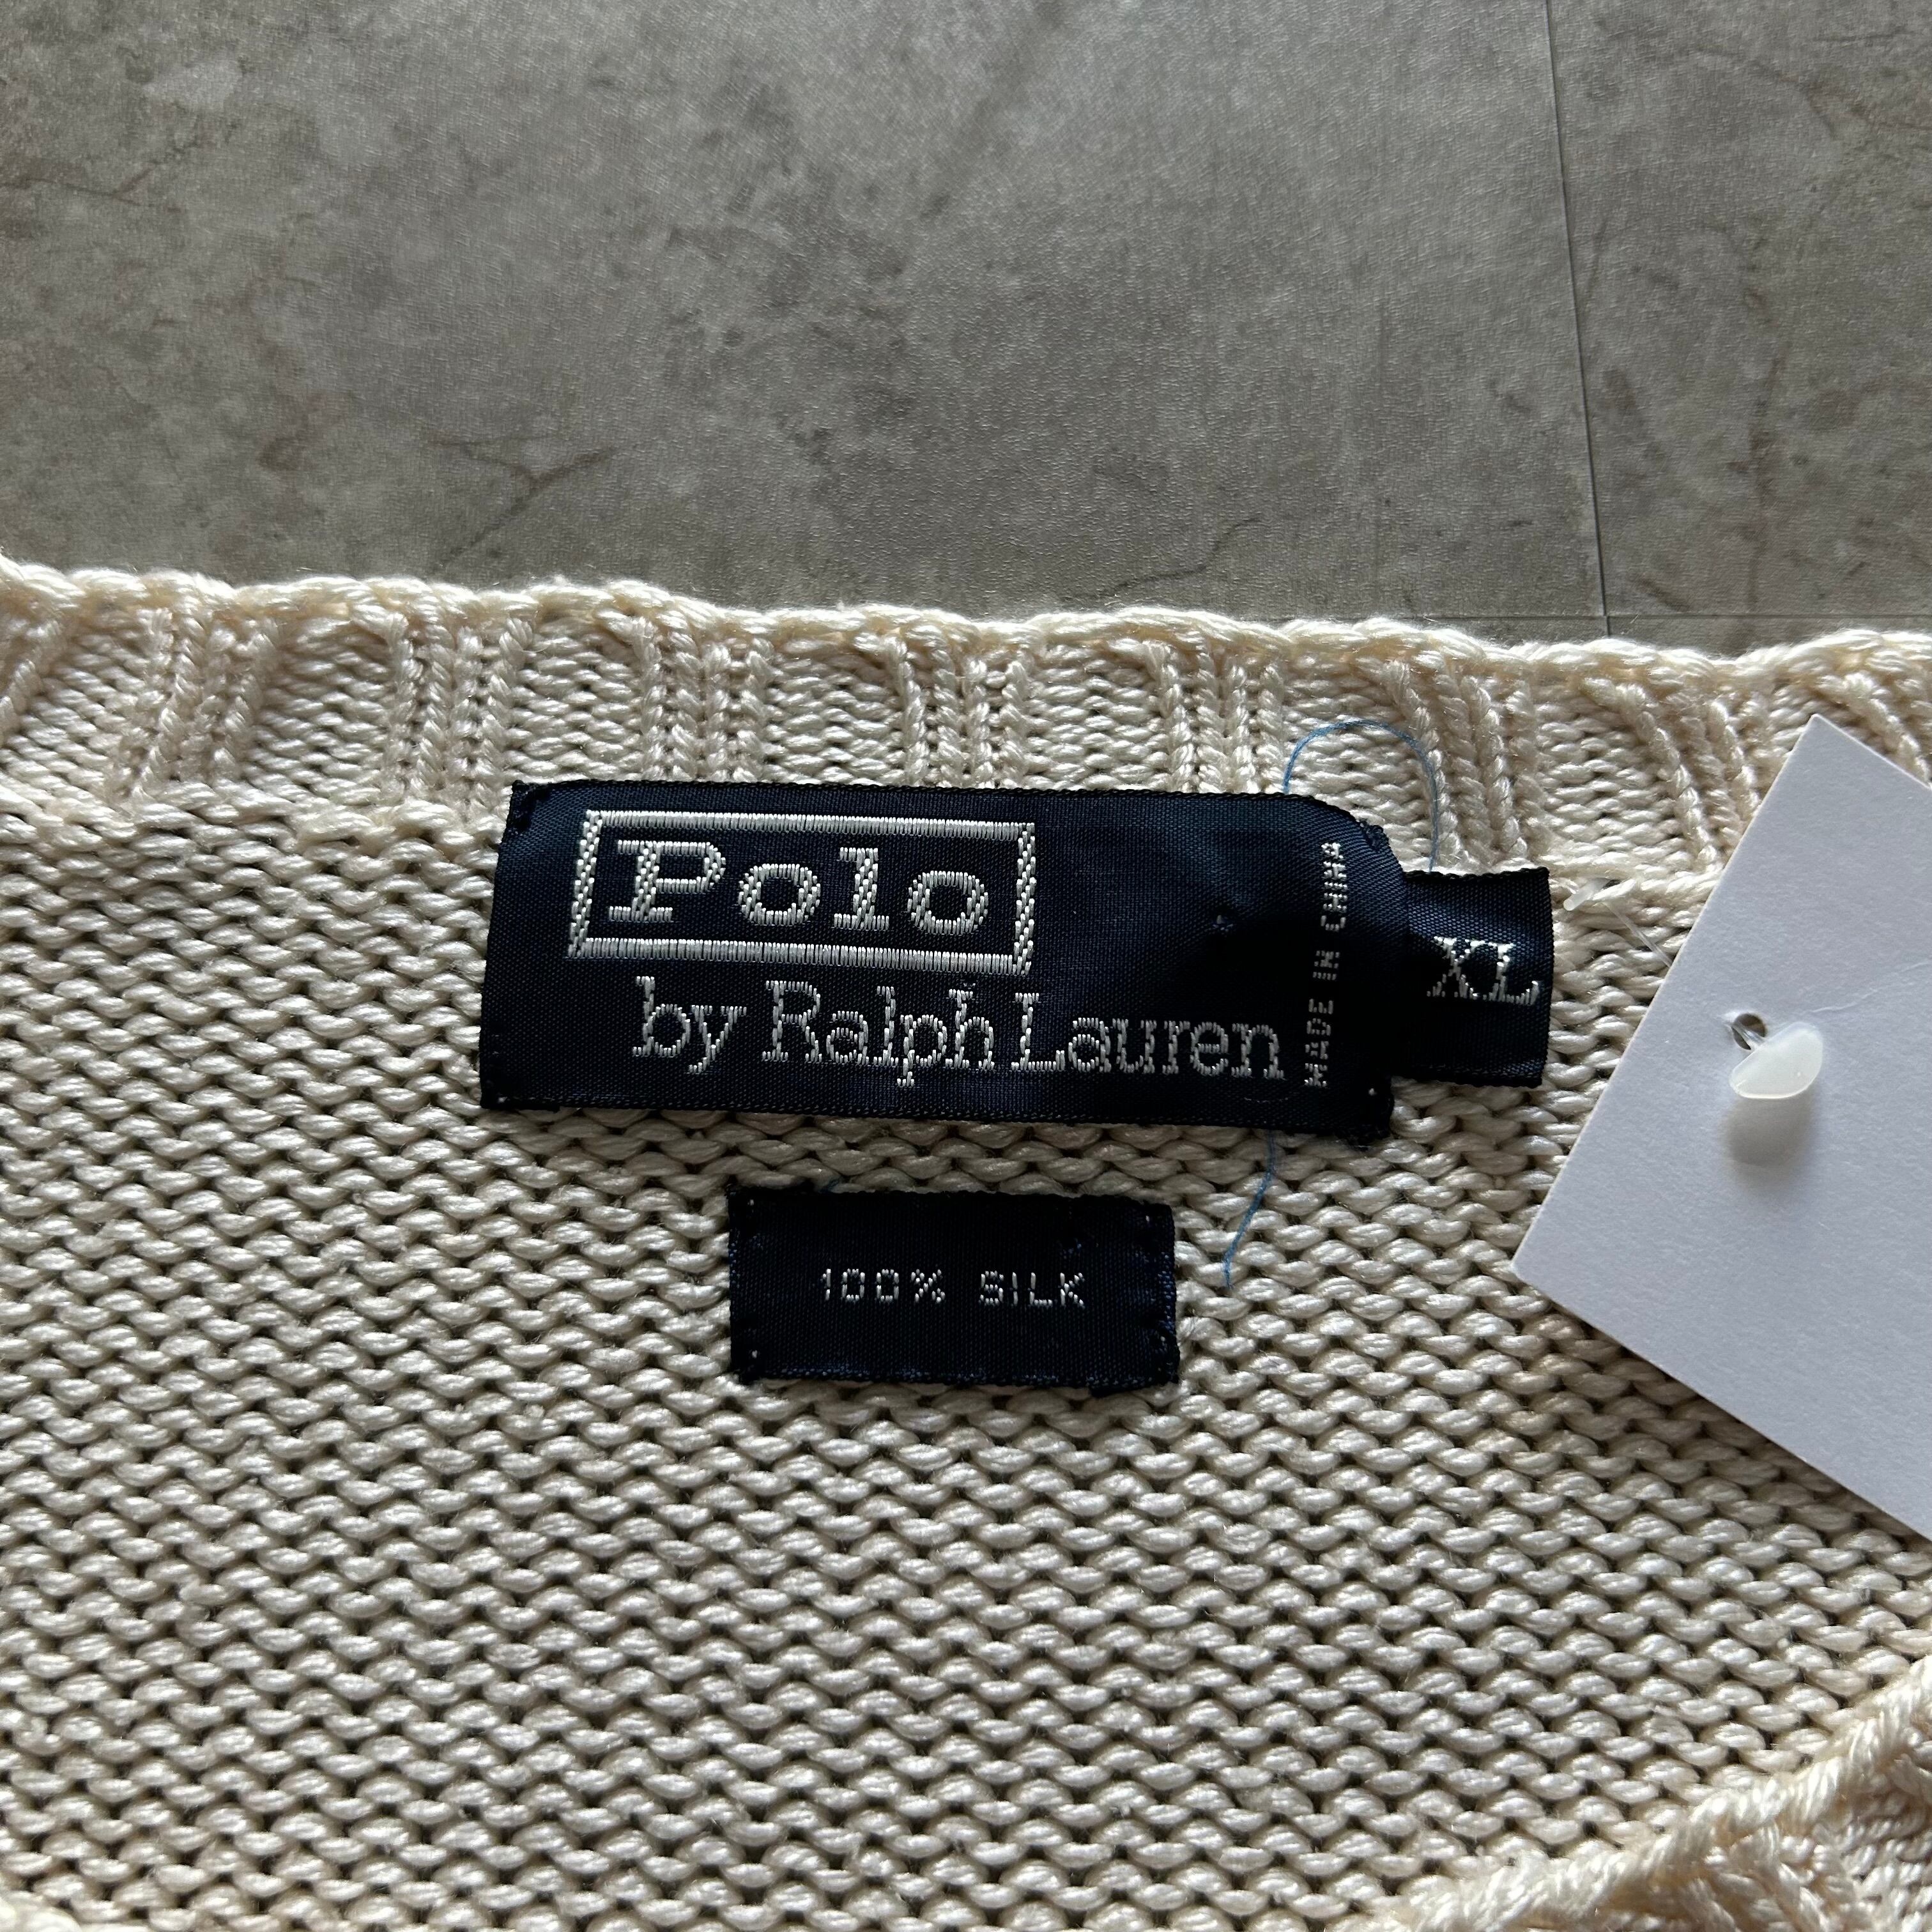 Polo
by Ralph Lauren
MADE IN CHINA
XL
100% SILK